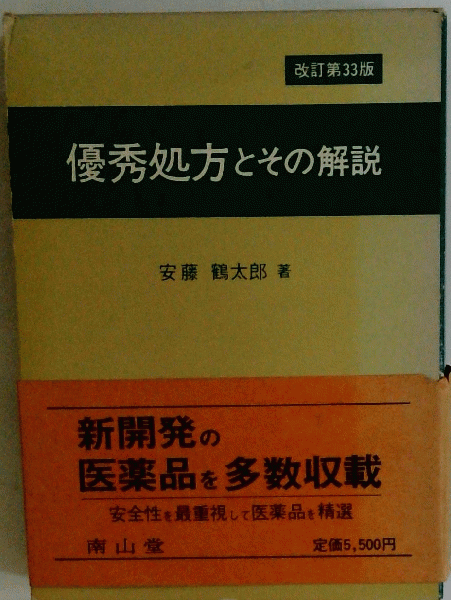 改訂第33版
優秀処方とその解説
安藤 鶴太郎 著
新開発の
医薬品を多数収載
安全性を最重視して医薬品を精選
南山堂 定価5,500円